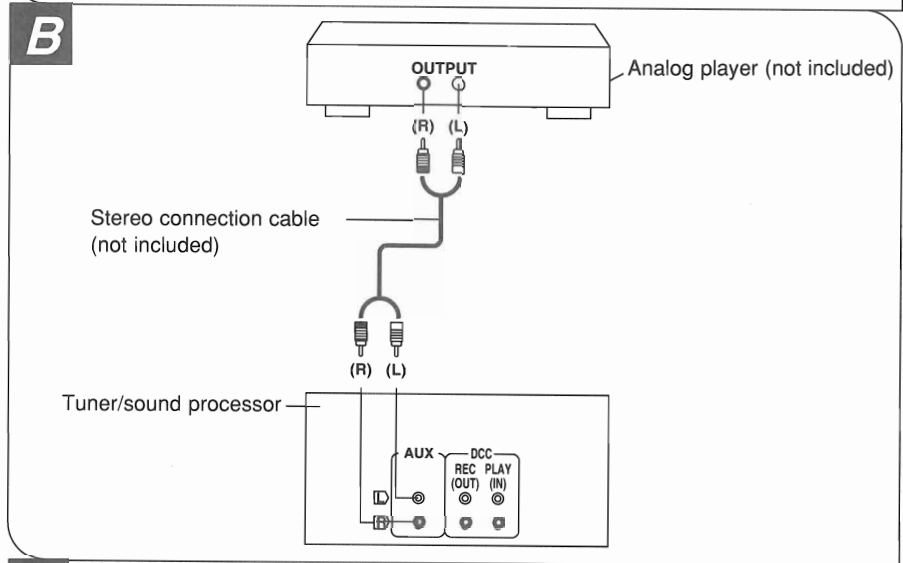 B
OUTPUT
Analog player (not included)
(R) (L)
Stereo connection cable
(not included)
(R) (L)
Tuner/sound processor
AUX DCC
REC PLAY
(OUT) (IN)
L
R